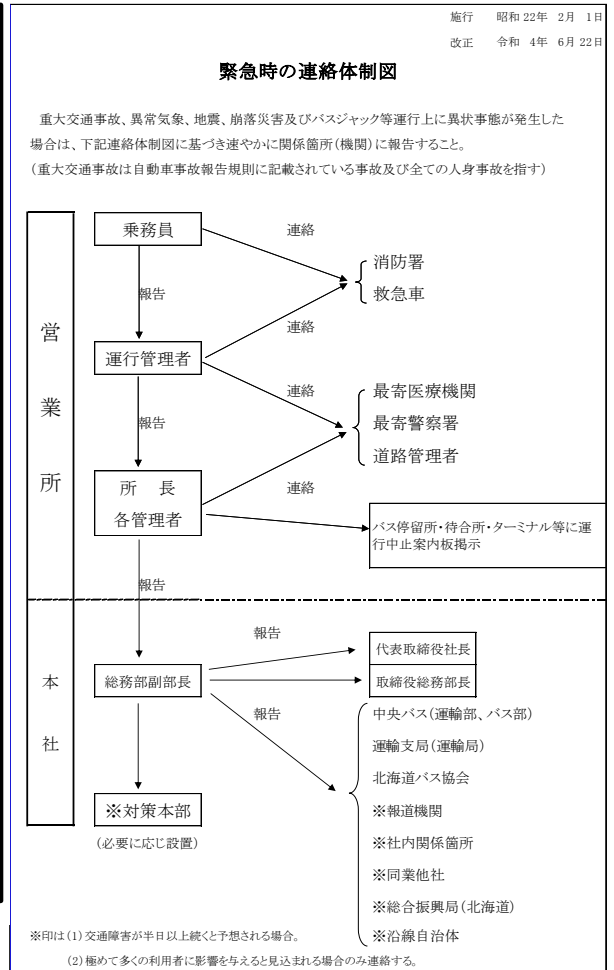 施行　昭和 22年 2月 1日
改正　令和 4年 6月 22日
緊急時の連絡体制図
重大交通事故、異常気象、地震、崩落災害及びバスジャック等運行上に異状事態が発生した
場合は、下記連絡体制図に基づき速やかに関係箇所(機関)に報告すること。
(重大交通事故は自動車事故報告規則に記載されている事故及び全ての人身事故を指す)
営業所
乗務員
連絡
消防署
救急車
報告
連絡
運行管理者
連絡
最寄医療機関
最寄警察署
道路管理者
報告
所　長
各管理者
連絡
バス停留所・待合所・ターミナル等に運
行中止案内板掲示
報告
本社
報告
代表取締役社長
総務部副部長
取締役総務部長
報告
中央バス(運輸部、バス部)
運輸支局(運輸局)
北海道バス協会
※対策本部
(必要に応じ設置)
※報道機関
※社内関係箇所
※同業他社
※総合振興局(北海道)
※沿線自治体
※印は(1)交通障害が半日以上続くと予想される場合。
(2)極めて多くの利用者に影響を与えると見込まれる場合のみ連絡する。